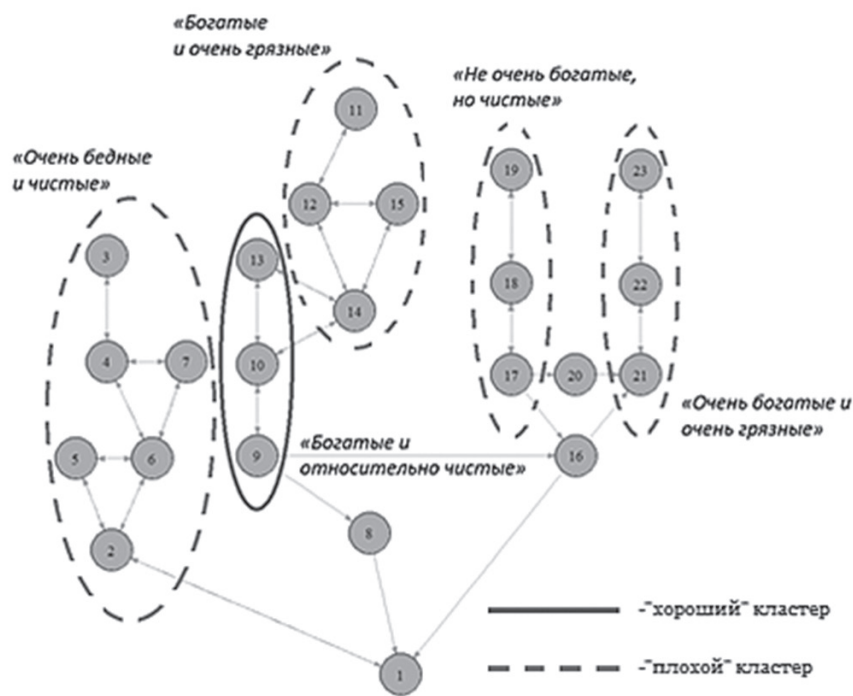 «Богатые
и очень грязные»
«Не очень богатые,
но чистые»
«Очень бедные
и чистые»
11
19
23
12
15
3
13
18
22
14
4
7
10
17
20
21
«Очень богатые и
очень грязные»
5
6
9
«Богатые и
относительно чистые»
16
8
2
-"хороший" кластер
1
-"плохой" кластер